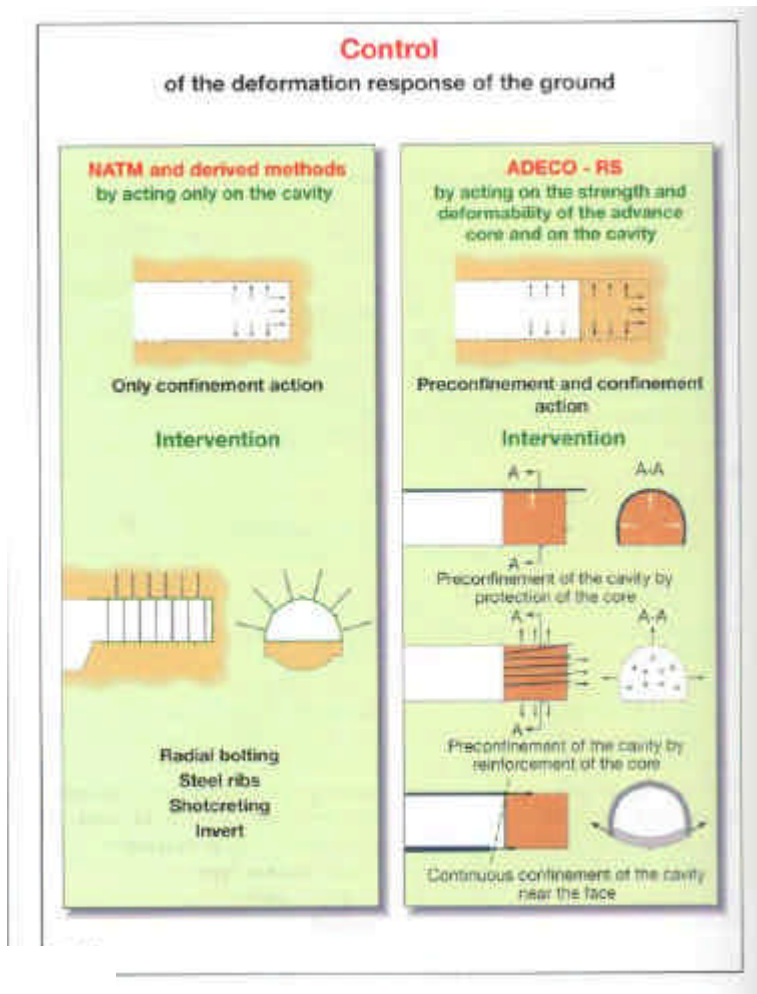 Control
of the deformation response of the ground
NATM and derived methods
by acting only on the cavity
Only confinement action
Intervention
Radial bolting
Steel ribs
Shotcreting
Invert
ADECO - RS
by acting on the strength and
deformability of the advance
core and on the cavity
Preconfinement and confinement
action
Intervention
A
A-A
A
Preconfinement of the cavity by
protection of the core
A
A-A
A
Preconfinement of the cavity by
reinforcement of the core
Continuous confinement of the cavity
near the face